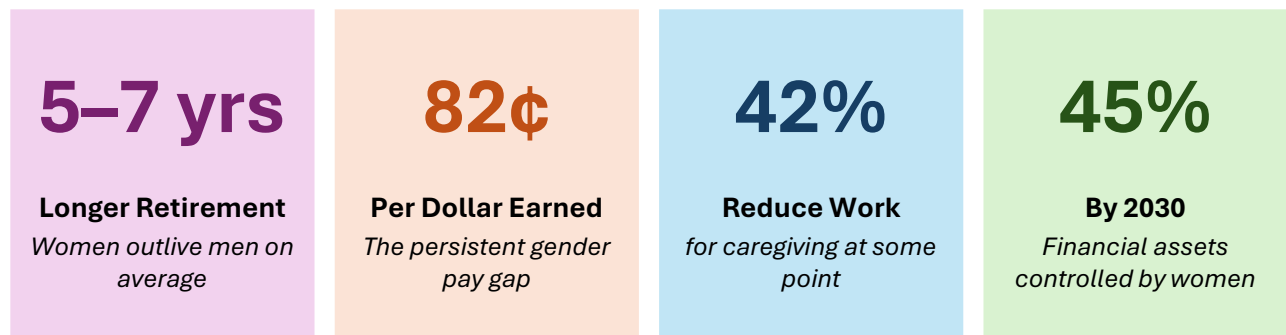 5–7 yrs
Longer Retirement
Women outlive men on
average
82¢
Per Dollar Earned
The persistent gender
pay gap
42%
Reduce Work
for caregiving at some
point
45%
By 2030
Financial assets
controlled by women